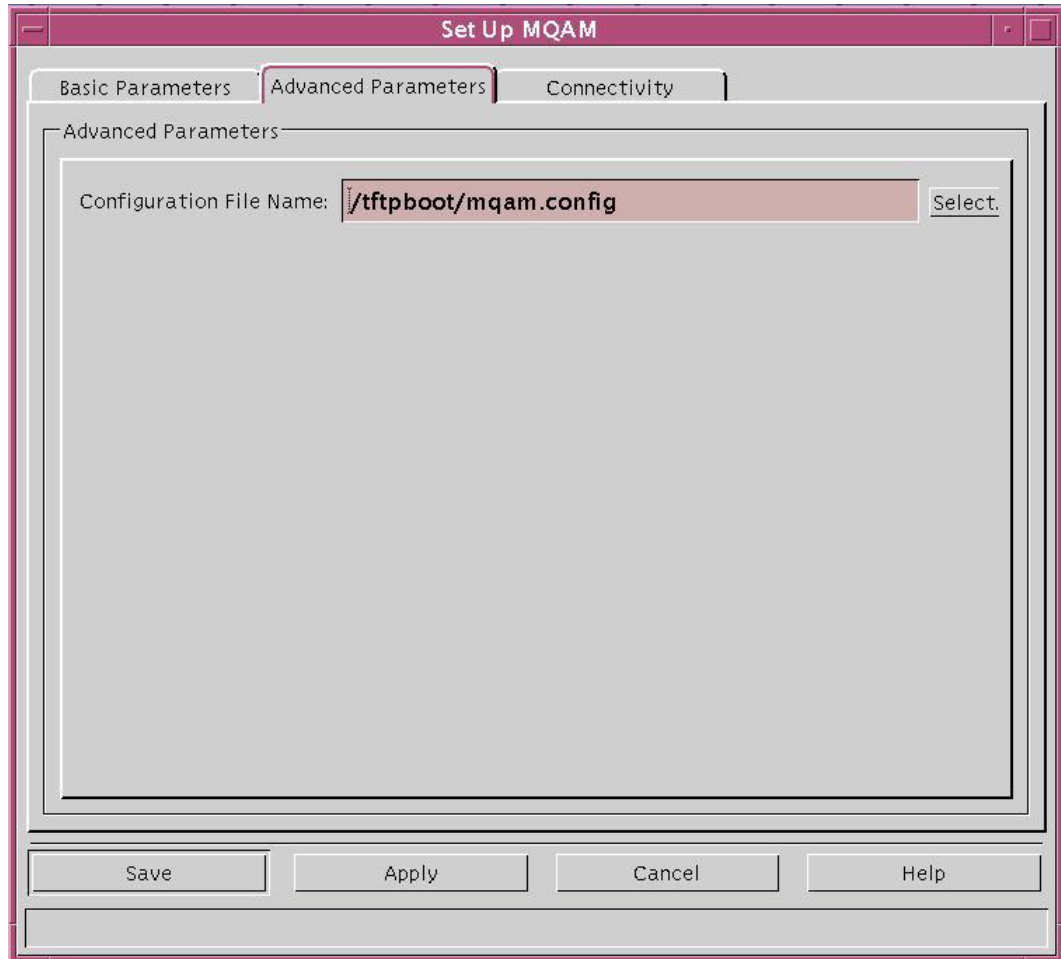 Set Up MQAM
Basic Parameters Advanced Parameters Connectivity
Advanced Parameters
Configuration File Name: /tftpboot/mqam.config Select.
Save Apply Cancel Help